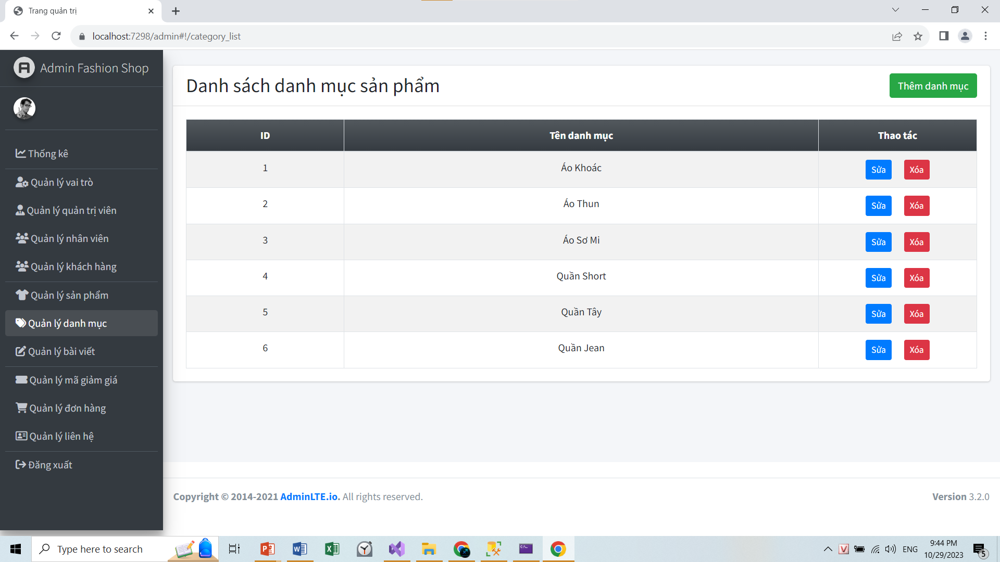 Trang quản trị
localhost:7298/admin#!/category_list
Admin Fashion Shop
Thống kê
Quản lý vai trò
Quản lý quản trị viên
Quản lý nhân viên
Quản lý khách hàng
Quản lý sản phẩm
Quản lý danh mục
Quản lý bài viết
Quản lý mã giảm giá
Quản lý đơn hàng
Quản lý liên hệ
Đăng xuất
Danh sách danh mục sản phẩm
Thêm danh mục
ID Tên danh mục Thao tác
1 Áo Khoác Sửa Xóa
2 Áo Thun Sửa Xóa
3 Áo Sơ Mi Sửa Xóa
4 Quần Short Sửa Xóa
5 Quần Tây Sửa Xóa
6 Quần Jean Sửa Xóa
Copyright © 2014-2021 AdminLTE.io. All rights reserved.
Version 3.2.0
Type here to search
ENG
9:44 PM
10/29/2023
5